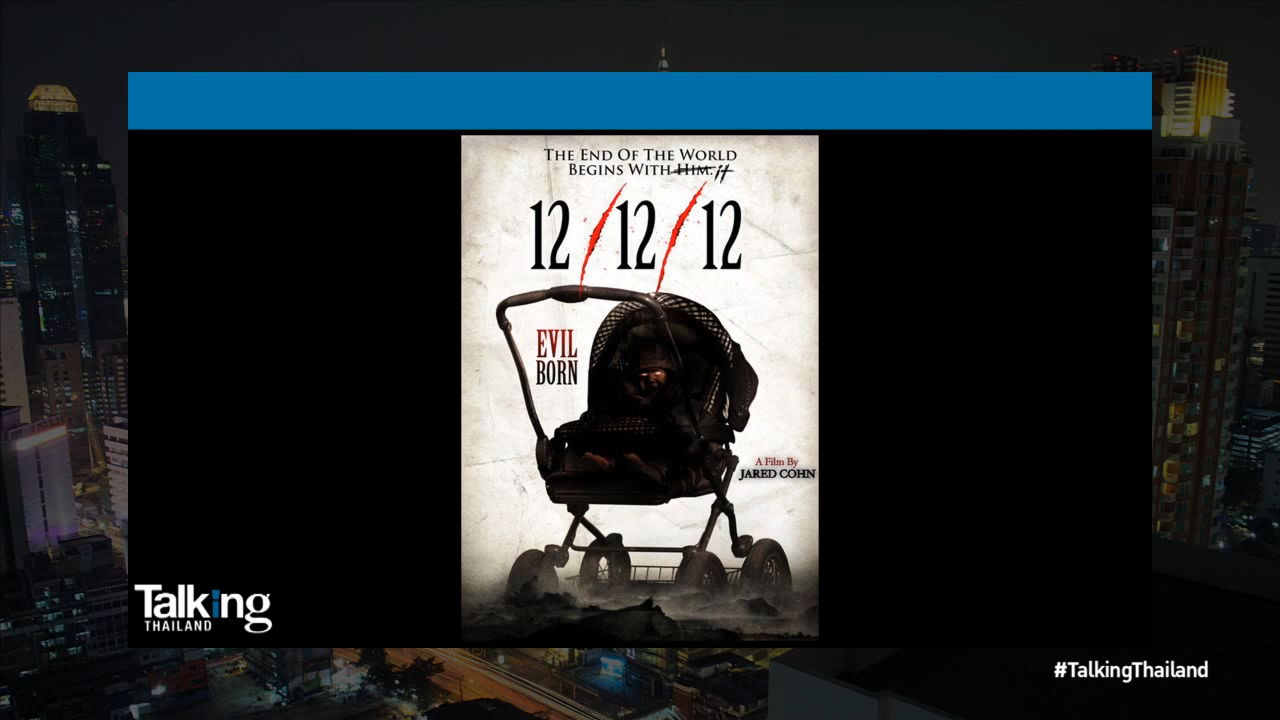 THE END OF THE WORLD
BEGINS WITH HIM. it
12/12/12
EVIL
BORN
A Film By
JARED COHN
Talking
THAILAND
#TalkingThailand